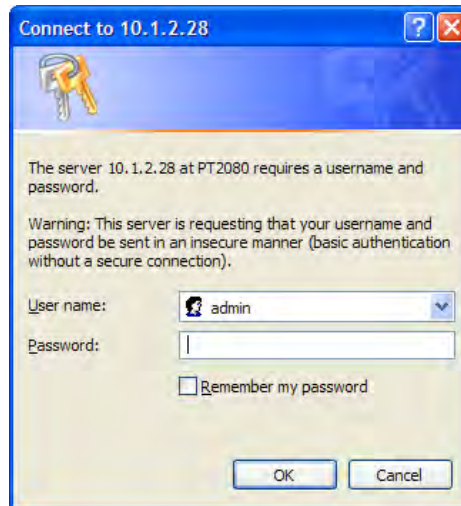 Connect to 10.1.2.28
The server 10.1.2.28 at PT2080 requires a username and
password.
Warning: This server is requesting that your username and
password be sent in an insecure manner (basic authentication
without a secure connection).
User name:
admin
Password:
Remember my password
OK
Cancel